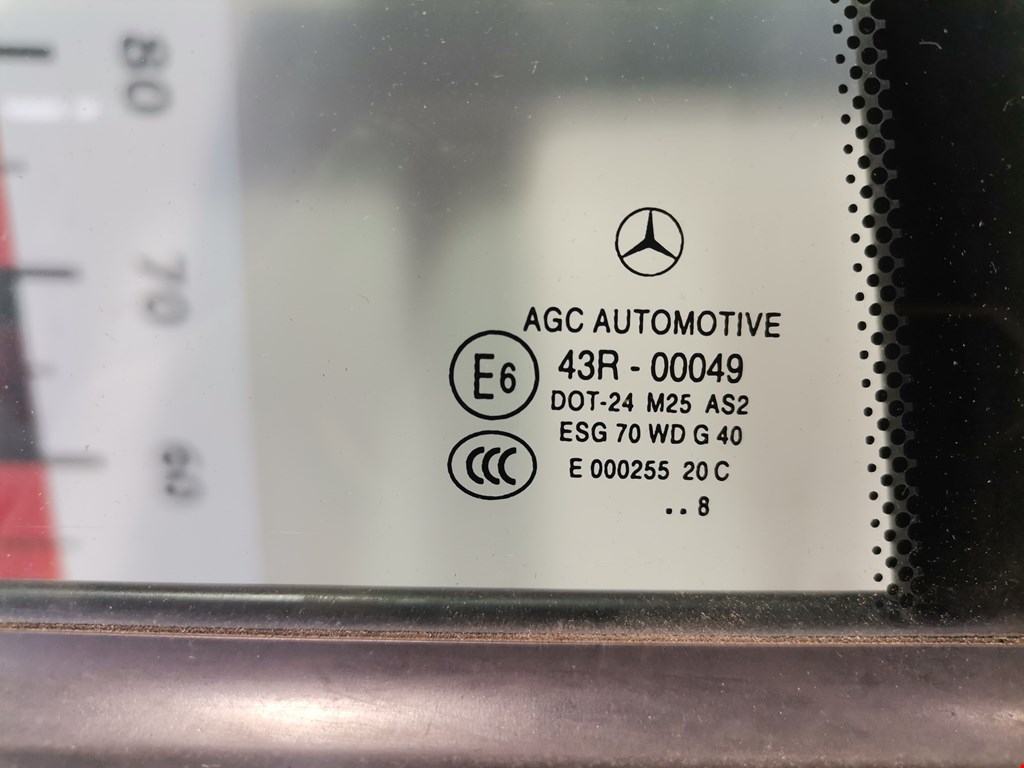 80
70
60
AGC AUTOMOTIVE
E6 43R - 00049
DOT-24 M25 AS2
ESG 70 WD G 40
CCC E 000255 20 C
.. 8